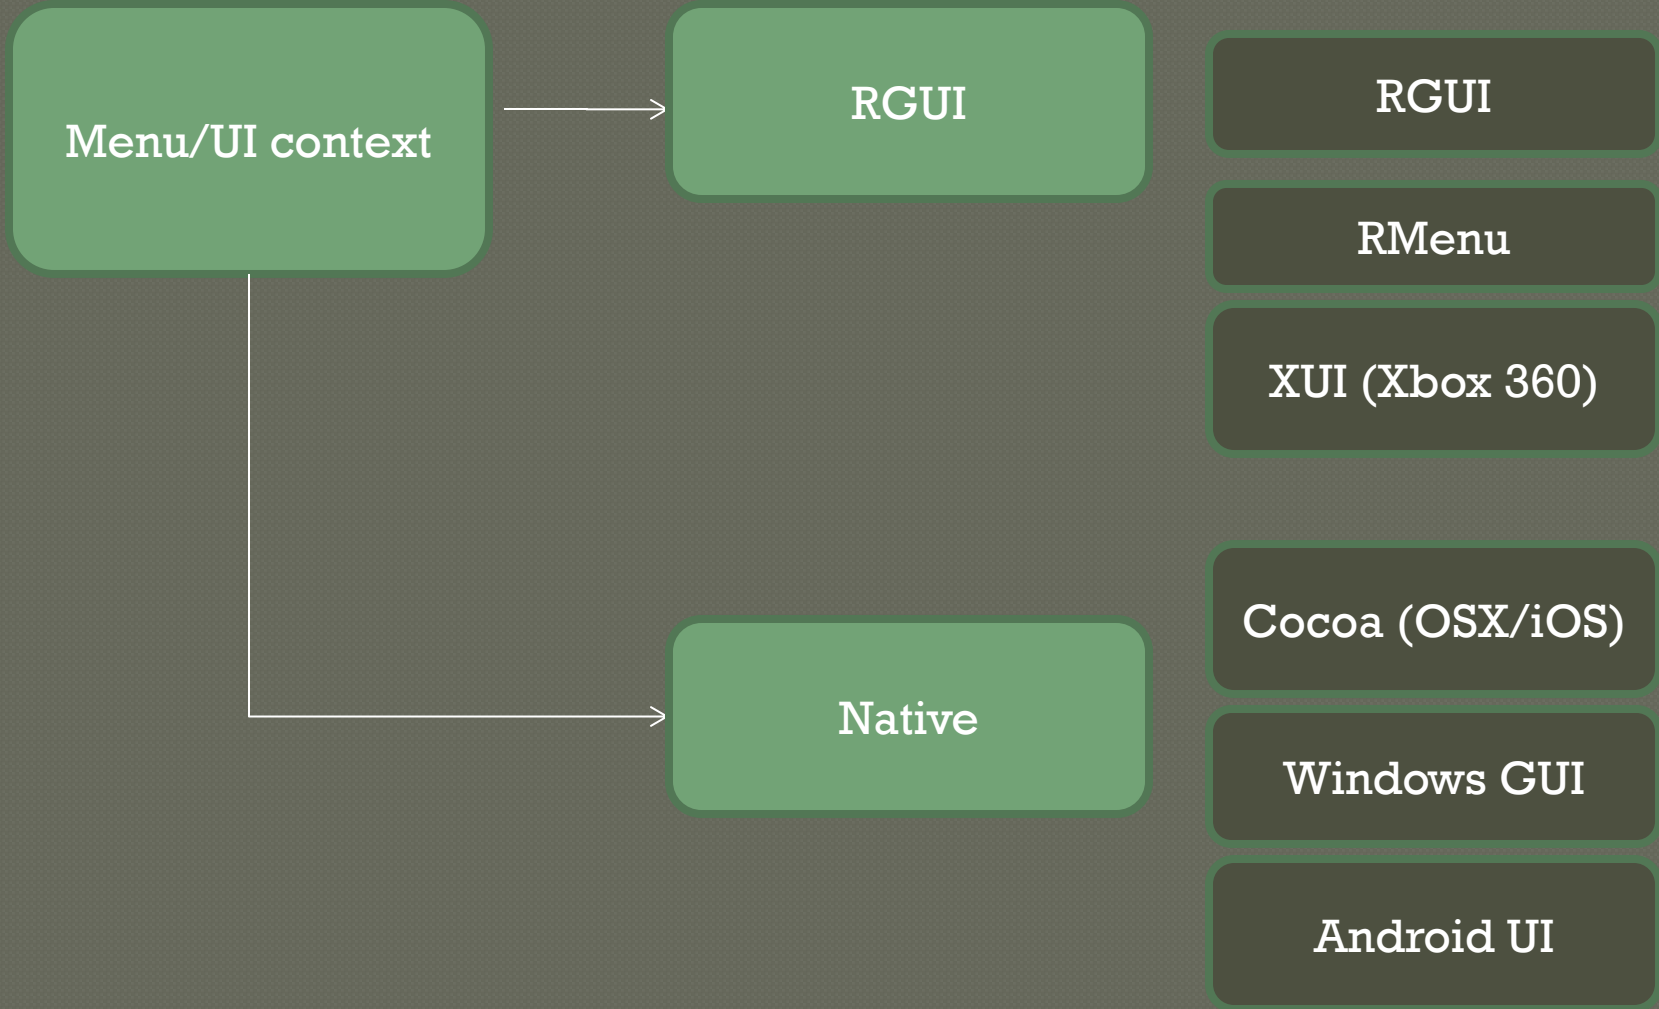 Menu/UI context
RGUI
RGUI
RMenu
XUI (Xbox 360)
Native
Cocoa (OSX/iOS)
Windows GUI
Android UI